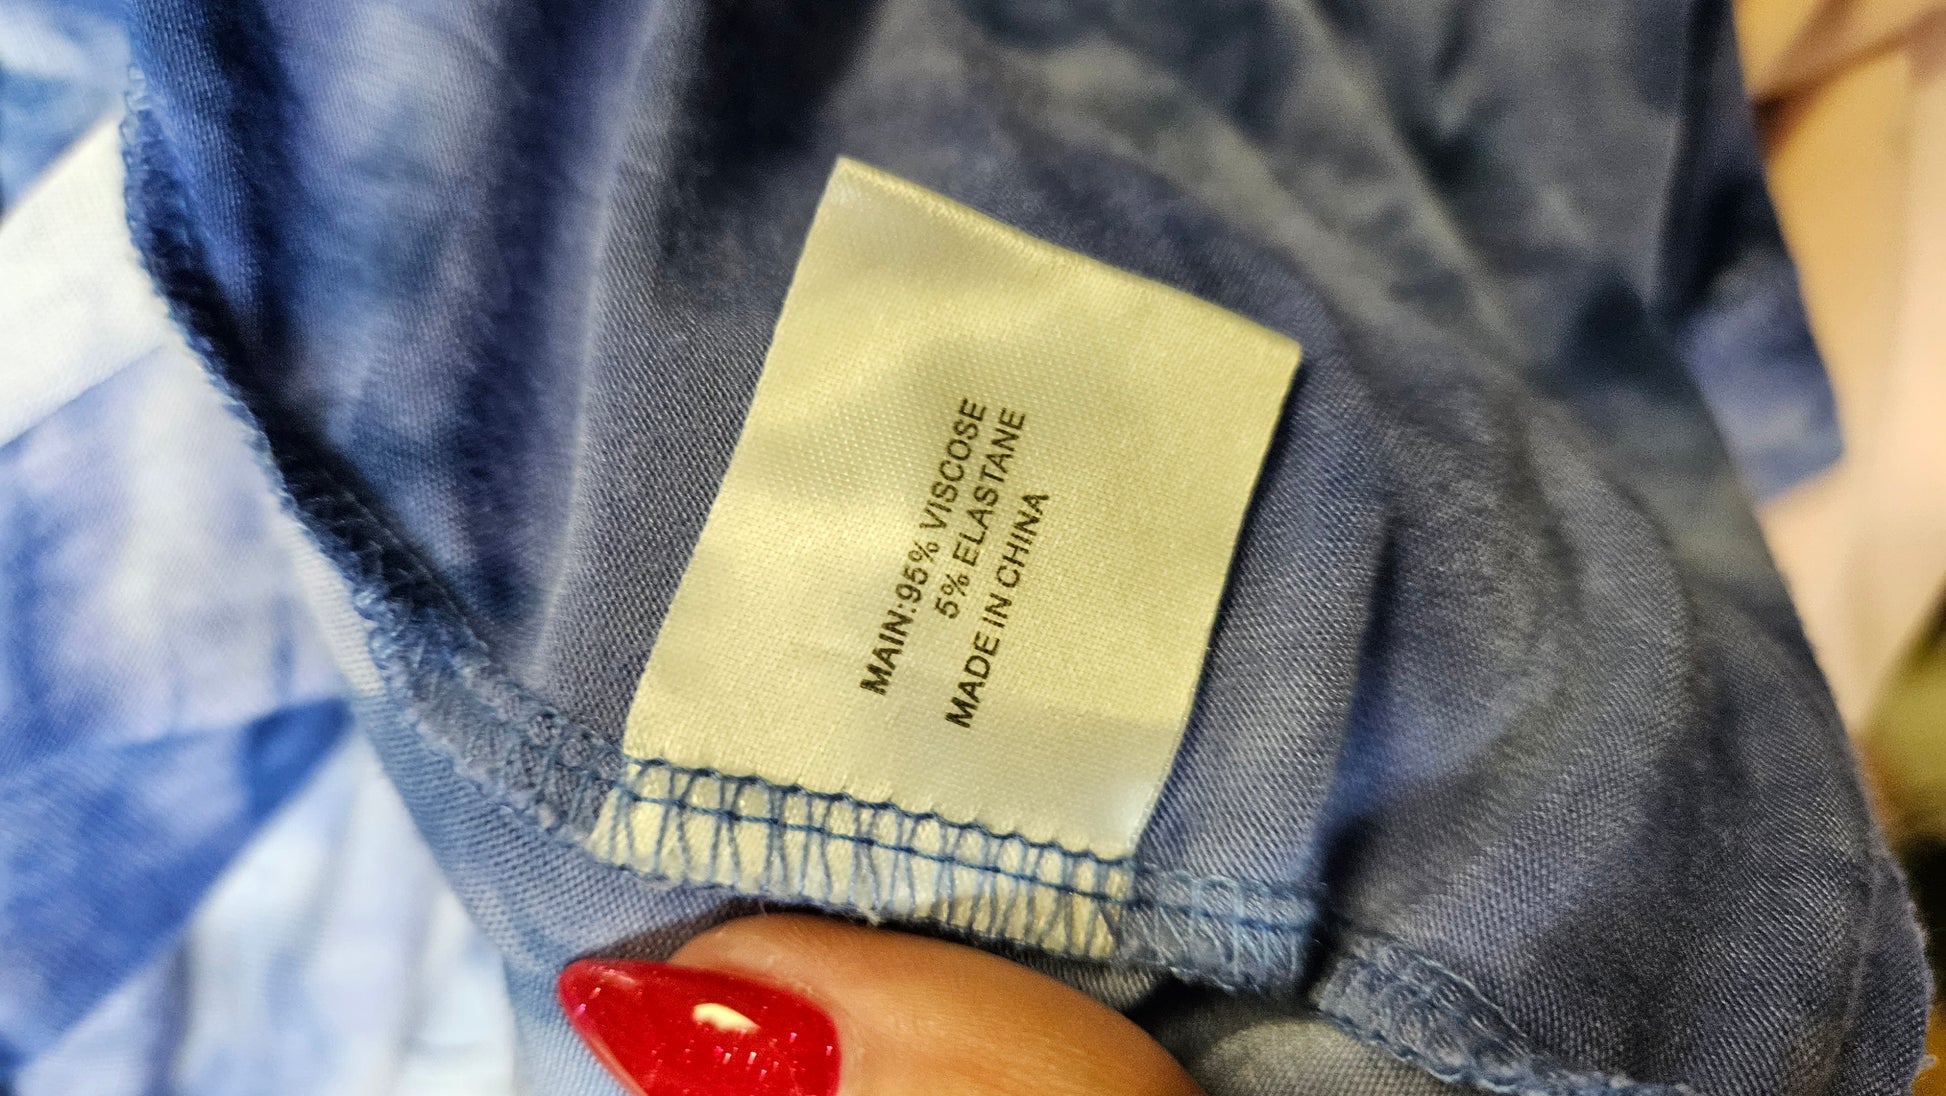 MAIN:95% VISCOSE
5% ELASTANE
MADE IN CHINA